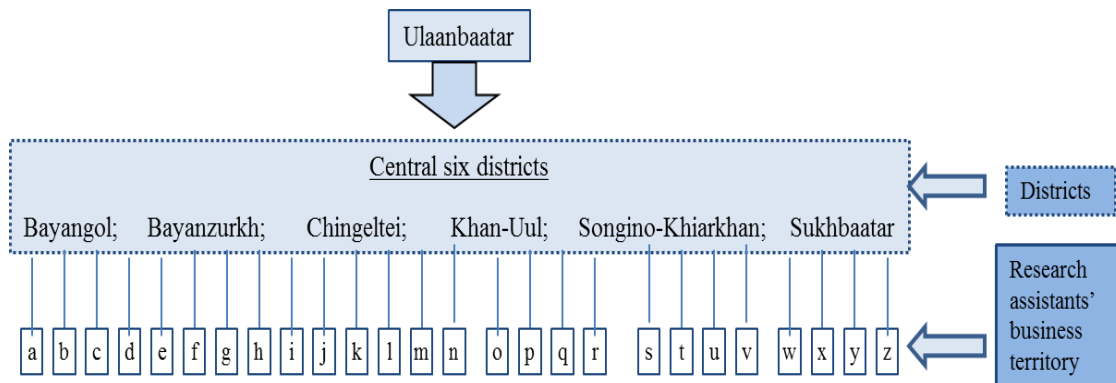 Ulaanbaatar
Central six districts
Bayangol; Bayanzurkh; Chingeltei; Khan-Uul; Songino-Khiarkhan; Sukhbaatar
Districts
Research
assistants’
business
territory
a b c d e f g h i j k l m n o p q r s t u v w x y z